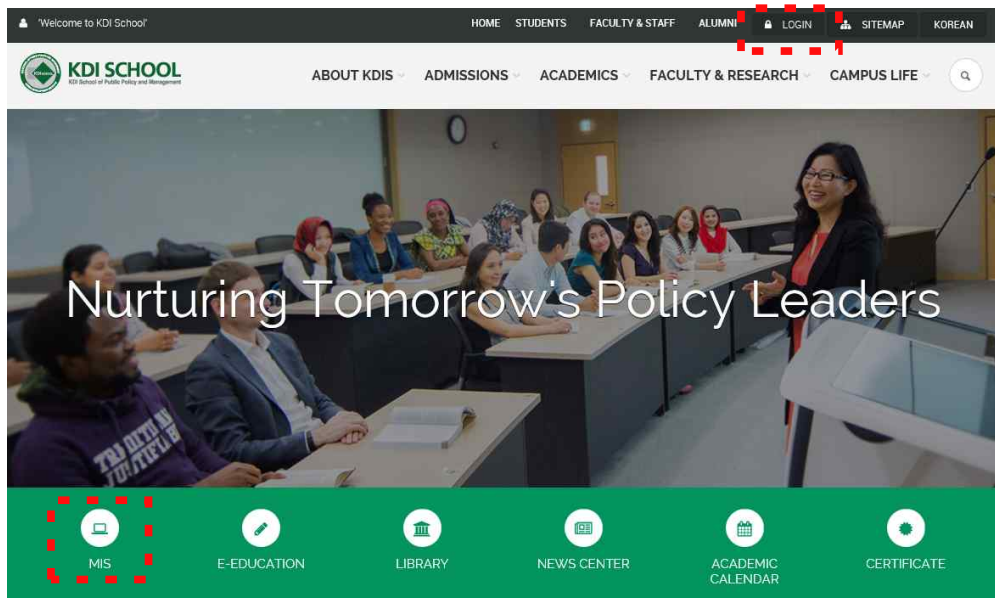 'Welcome to KDI School'
HOME STUDENTS FACULTY & STAFF ALUMNI LOGIN SITEMAP KOREAN
KDI SCHOOL
KDI School of Public Policy and Management
ABOUT KDIS ADMISSIONS ACADEMICS FACULTY & RESEARCH CAMPUS LIFE
Nurturing Tomorrow's Policy Leaders
MIS E-EDUCATION LIBRARY NEWS CENTER ACADEMIC CALENDAR CERTIFICATE